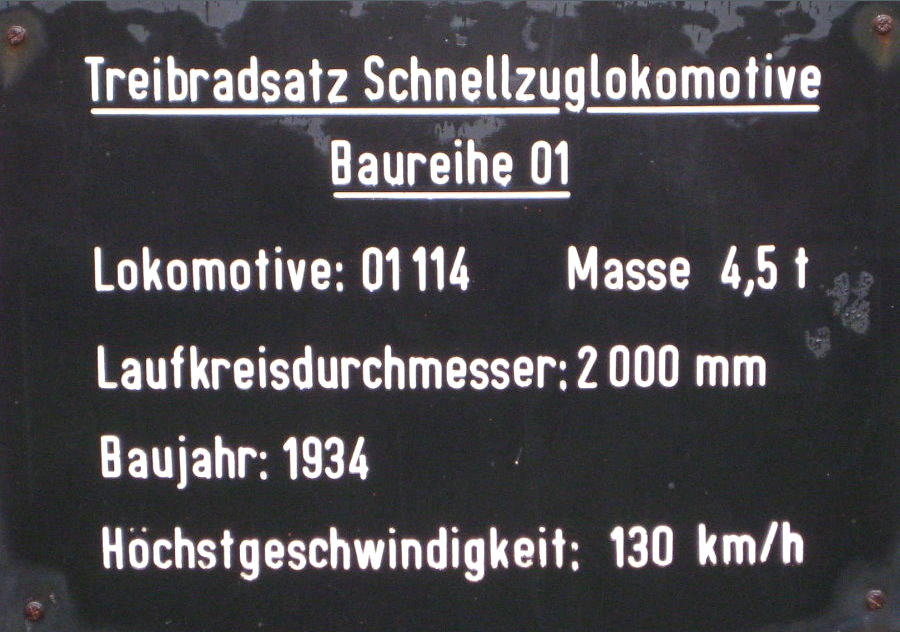 Treibradsatz Schnellzuglokomotive
Baureihe 01
Lokomotive: 01 114 Masse 4,5 t
Laufkreisdurchmesser: 2 000 mm
Baujahr: 1934
Höchstgeschwindigkeit: 130 km/h